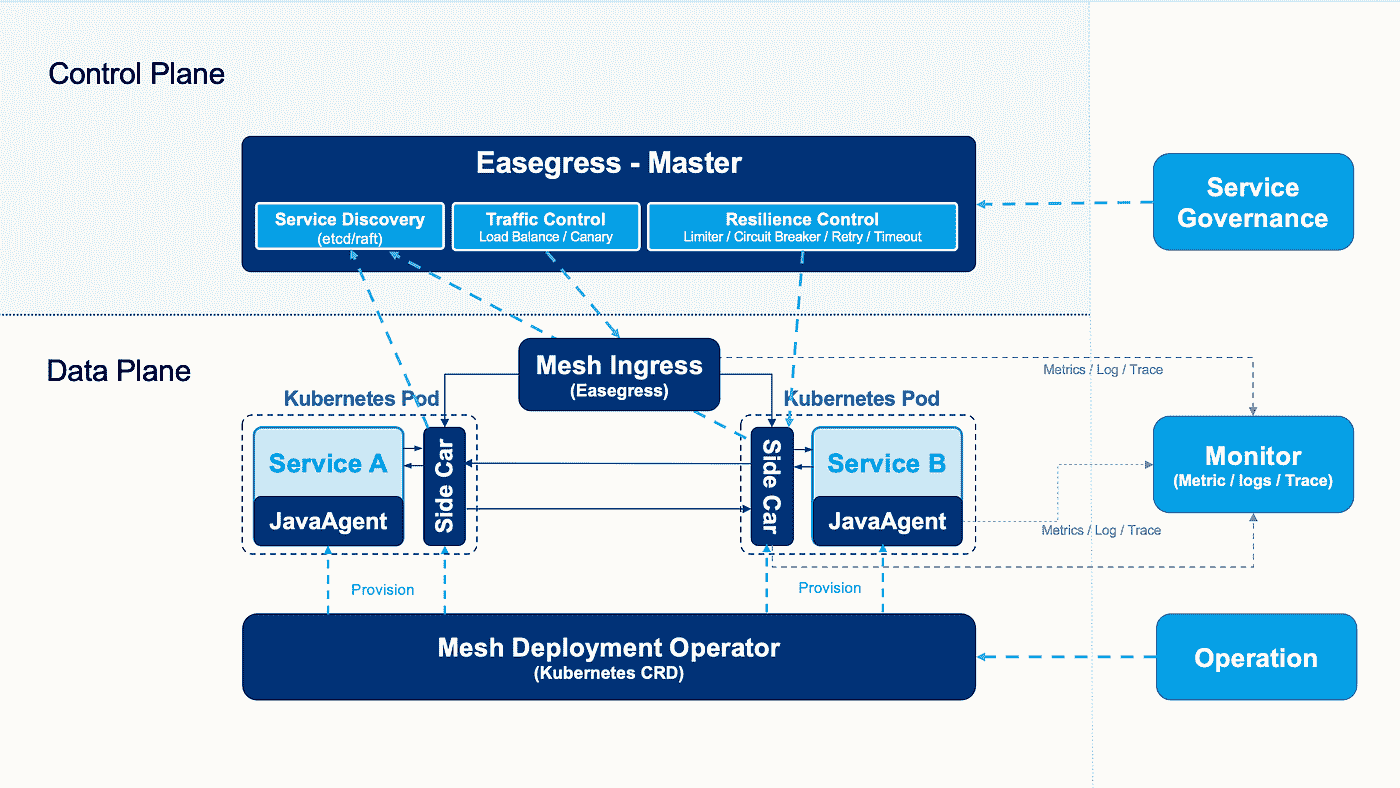 Control Plane
Easegress - Master
Service Discovery
(etcd/raft)
Traffic Control
Load Balance / Canary
Resilience Control
Limiter / Circuit Breaker / Retry / Timeout
Service
Governance
Data Plane
Mesh Ingress
(Easegress)
Metrics / Log / Trace
Kubernetes Pod
Kubernetes Pod
Service A
JavaAgent
Side Car
Side Car
Service B
JavaAgent
Monitor
(Metric / logs / Trace)
Metrics / Log / Trace
Provision
Provision
Mesh Deployment Operator
(Kubernetes CRD)
Operation